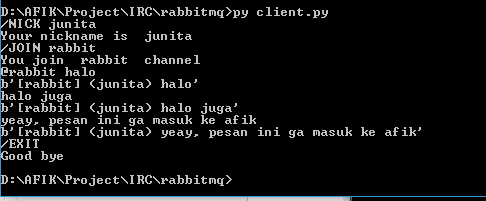 D:\AFIK\Project\IRC\rabbitmq>py client.py
/NICK junita
Your nickname is  junita
/JOIN rabbit
You join  rabbit  channel
@rabbit halo
b'[rabbit] (junita) halo'
halo juga
b'[rabbit] (junita) halo juga'
yeay, pesan ini ga masuk ke afik
b'[rabbit] (junita) yeay, pesan ini ga masuk ke afik'
/EXIT
Good bye
D:\AFIK\Project\IRC\rabbitmq>